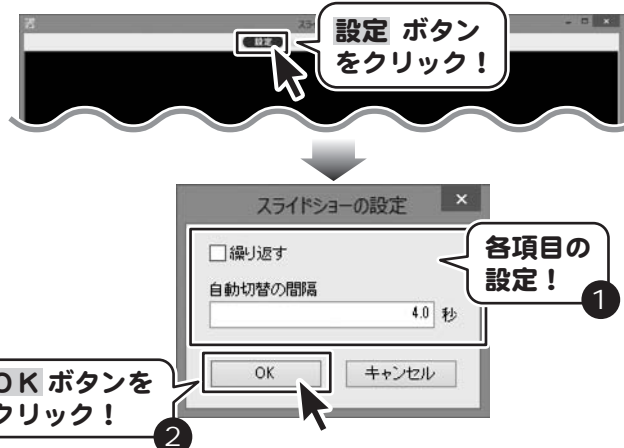 設定
設定 ボタン
をクリック！
スライドショーの設定
繰り返す
自動切替の間隔
4.0 秒
各項目の
設定！
1
OK
キャンセル
ＯＫ ボタンを
クリック！
2